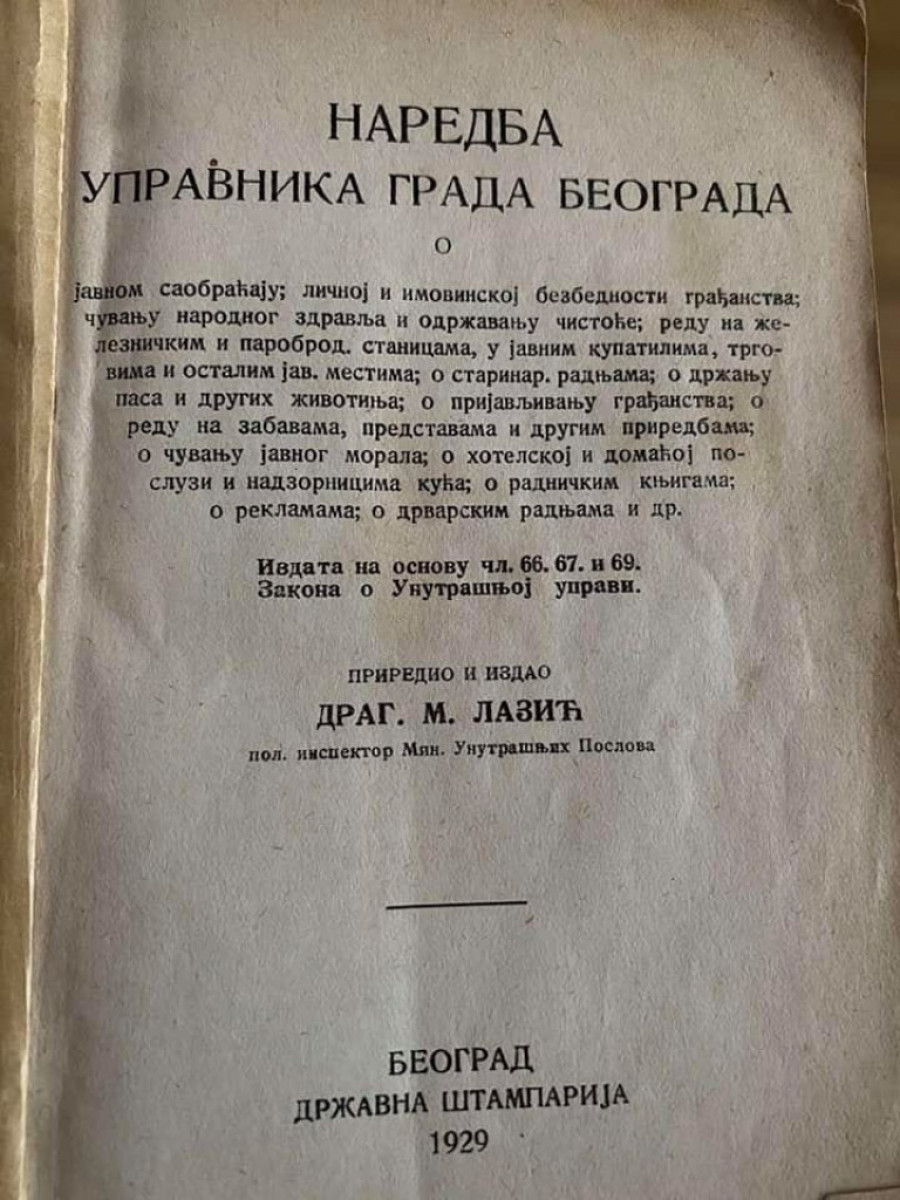 НАРЕДБА
УПРАВНИКА ГРАДА БЕОГРАДА
О
јавном саобраћају; личној и имовинској безбедности грађанства;
чувању народног здравља и одржавању чистоће; реду на же-
лезничким и пароброд. станицама, у јавним купатилима, трго-
вима и осталим јав. местима; о старинар. радњама; о држању
паса и других животиња; о пријављивању грађанства; о
реду на забавама, представама и другим приредбама;
о чувању јавног морала; о хотелској и домаћој по-
слузи и надзорницима кућа; о радничким књигама;
о рекламама; о дрварским радњама и др.
Издата на основу чл. 66. 67. и 69.
Закона о Унутрашњој управи.
ПРИРЕДИО И ИЗДАО
ДРАГ. М. ЛАЗИЋ
пол. инспектор Мин. Унутрашњих Послова
БЕОГРАД
ДРЖАВНА ШТАМПАРИЈА
1929